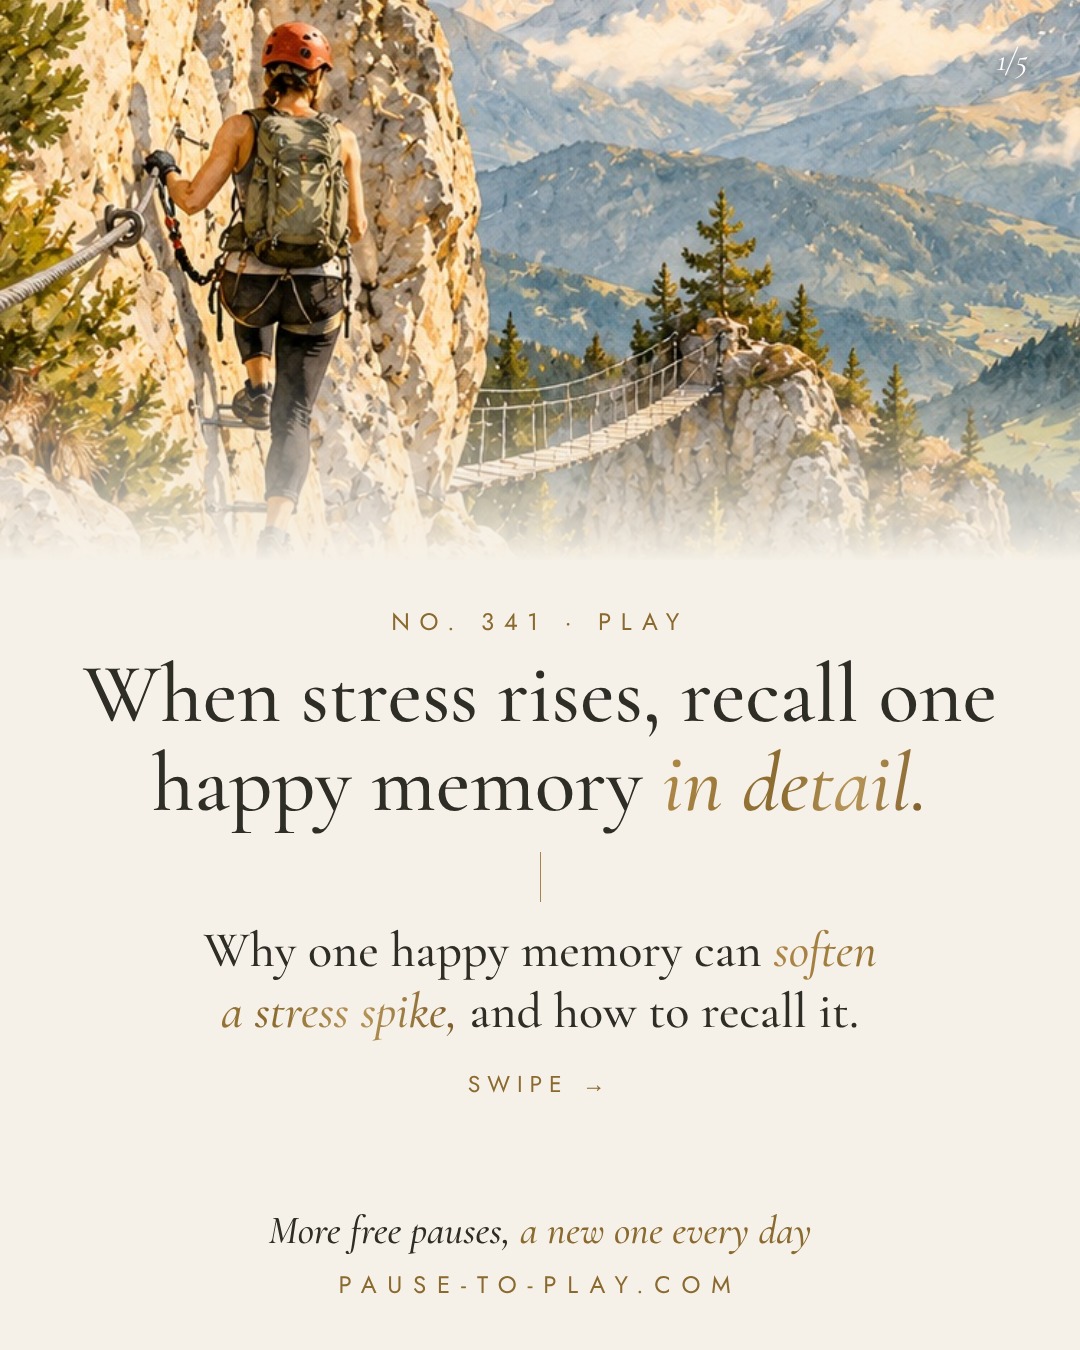 1/5
NO. 341 · PLAY
When stress rises, recall one
happy memory in detail.
Why one happy memory can soften
a stress spike, and how to recall it.
SWIPE →
More free pauses, a new one every day
PAUSE-TO-PLAY.COM